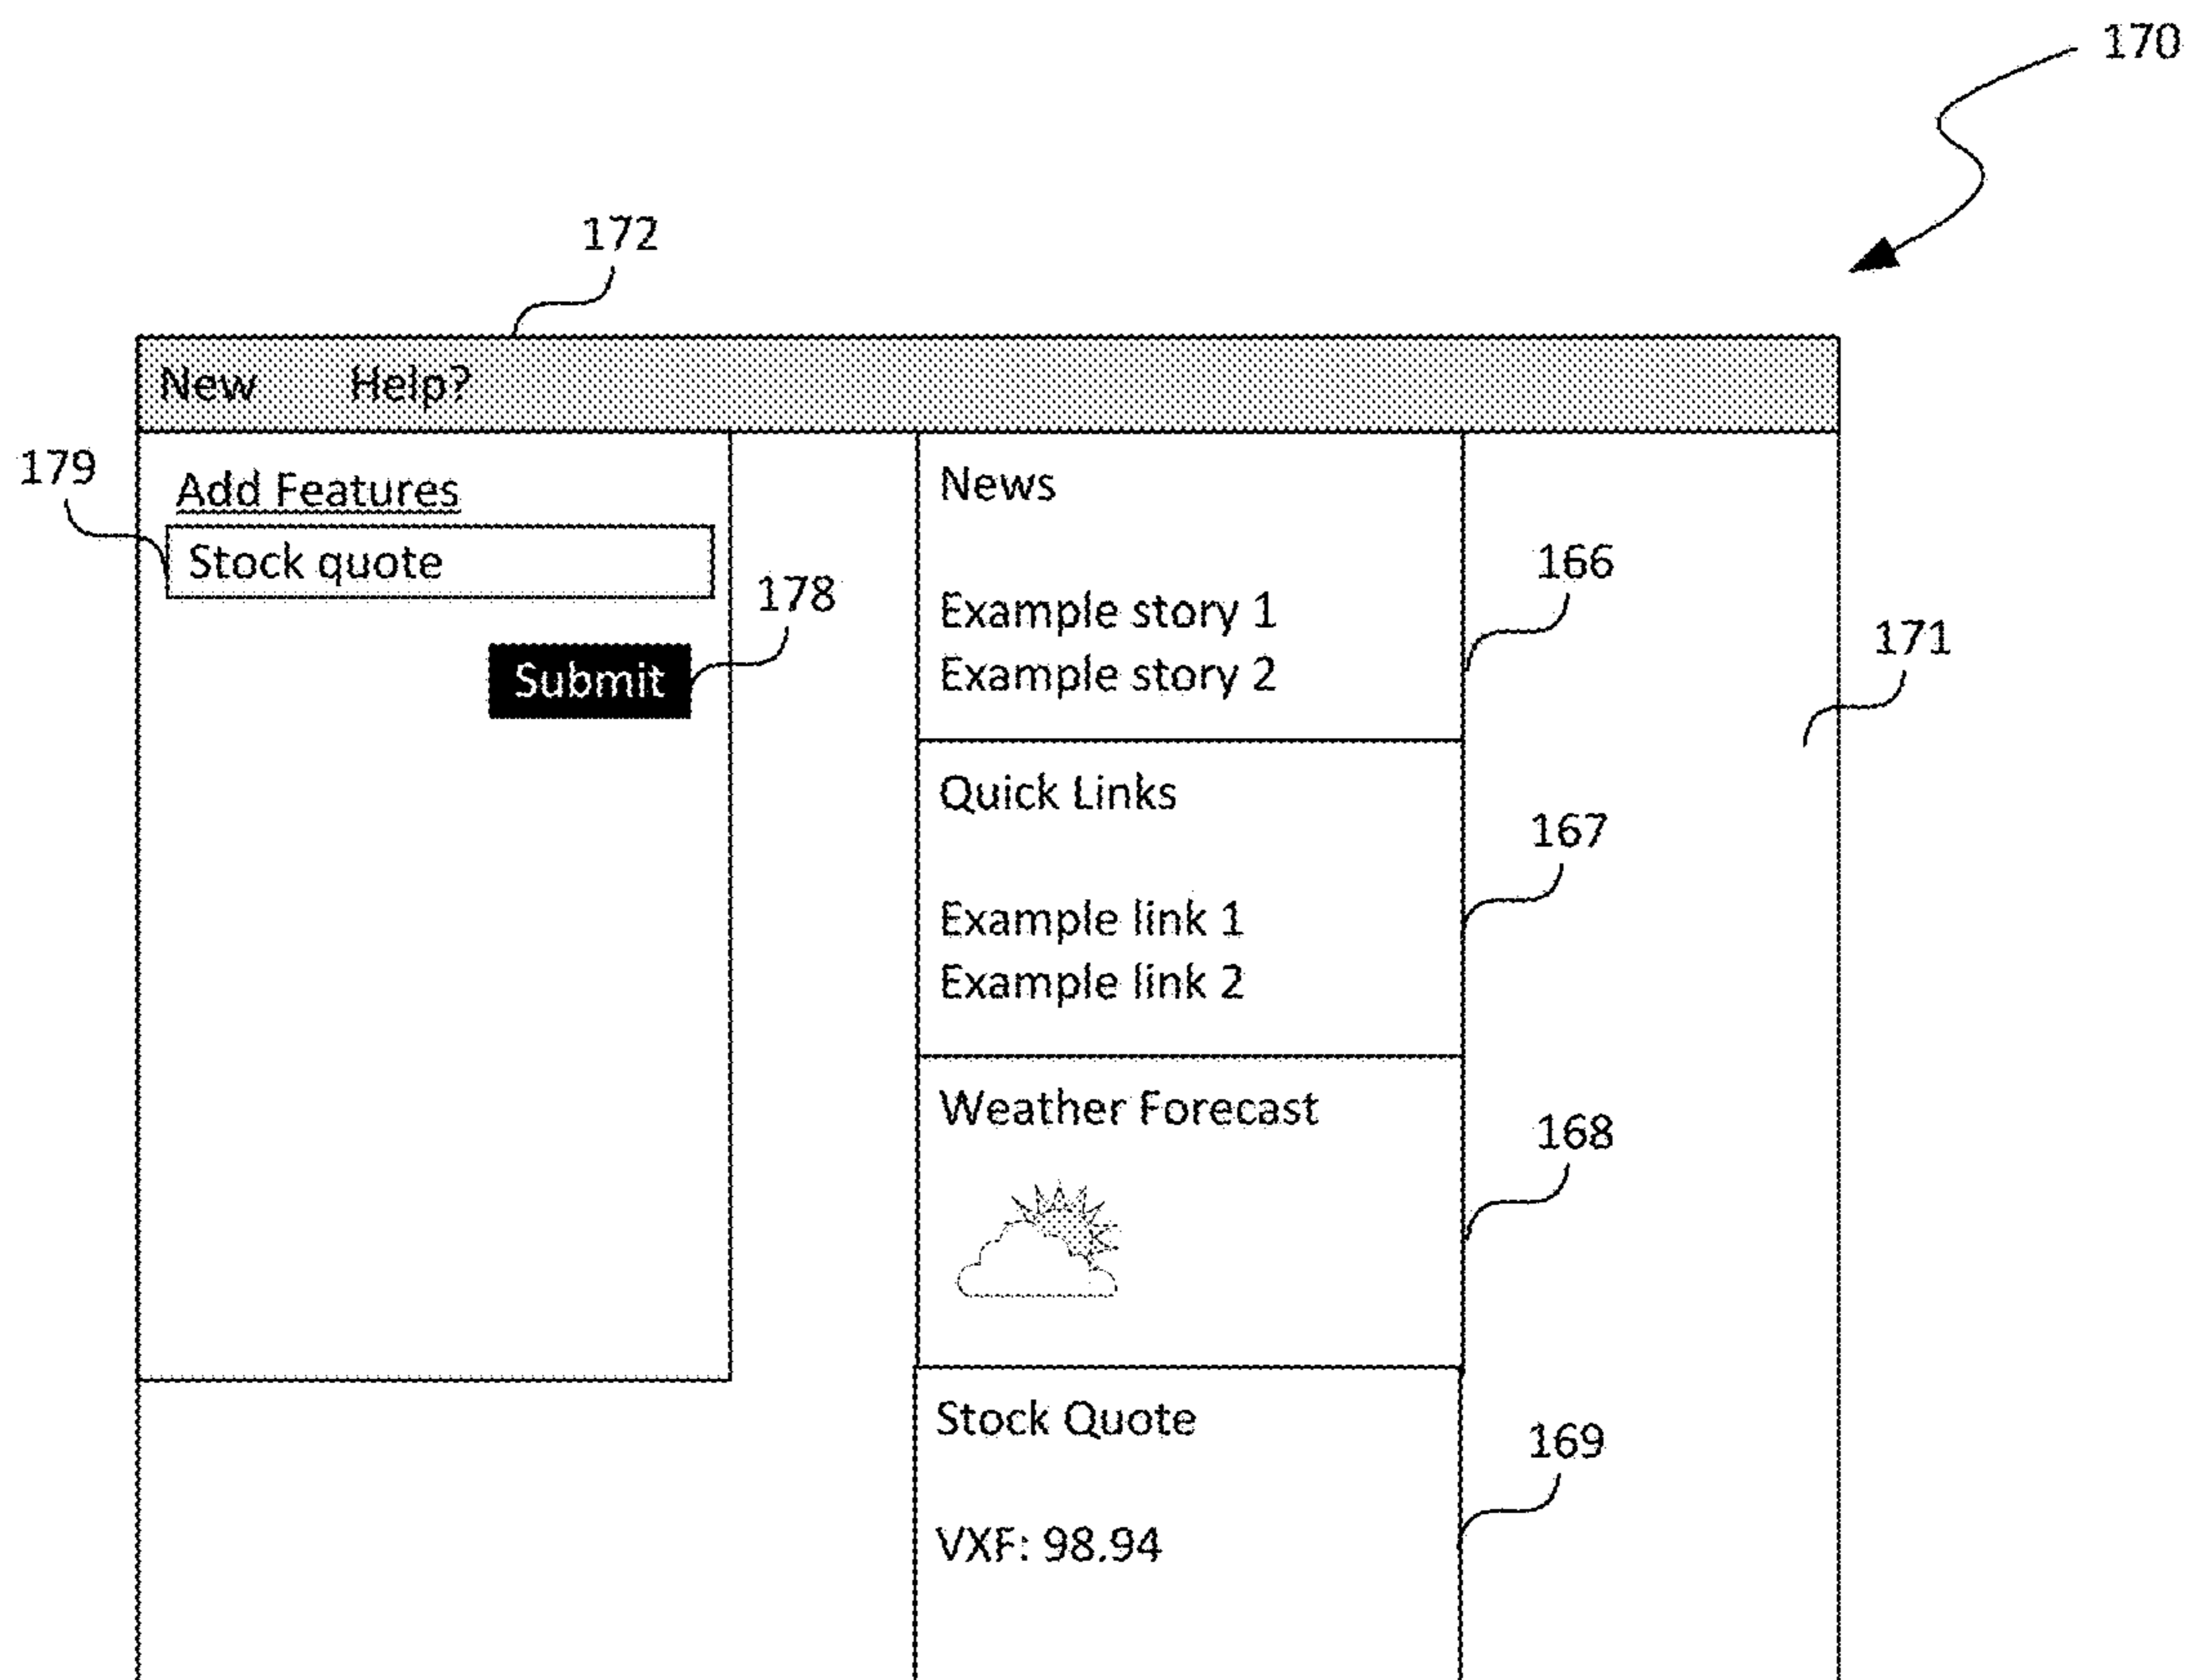 170
172
New Help?
179
Add Features
Stock quote
178
Submit
News
Example story 1
Example story 2
166
171
Quick Links
Example link 1
Example link 2
167
Weather Forecast
168
Stock Quote
VXF: 98.94
169